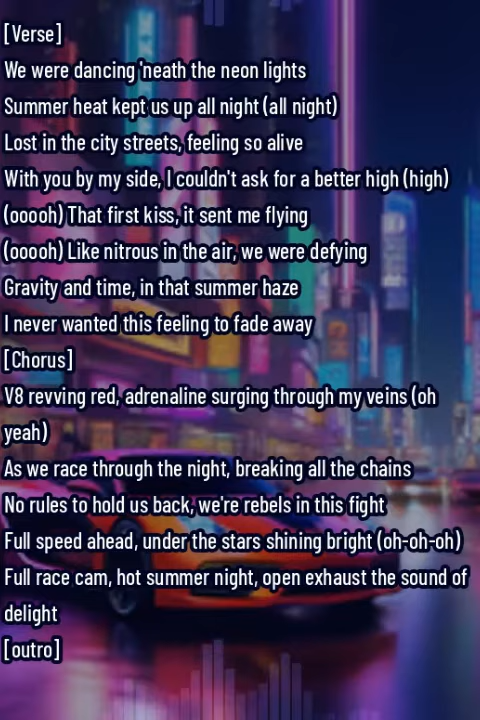 [Verse]
We were dancing 'neath the neon lights
Summer heat kept us up all night (all night)
Lost in the city streets, feeling so alive
With you by my side, I couldn't ask for a better high (high)
(ooooh) That first kiss, it sent me flying
(ooooh) Like nitrous in the air, we were defying
Gravity and time, in that summer haze
I never wanted this feeling to fade away
[Chorus]
V8 revving red, adrenaline surging through my veins (oh
yeah)
As we race through the night, breaking all the chains
No rules to hold us back, we're rebels in this fight
Full speed ahead, under the stars shining bright (oh-oh-oh)
Full race cam, hot summer night, open exhaust the sound of
delight
[outro]